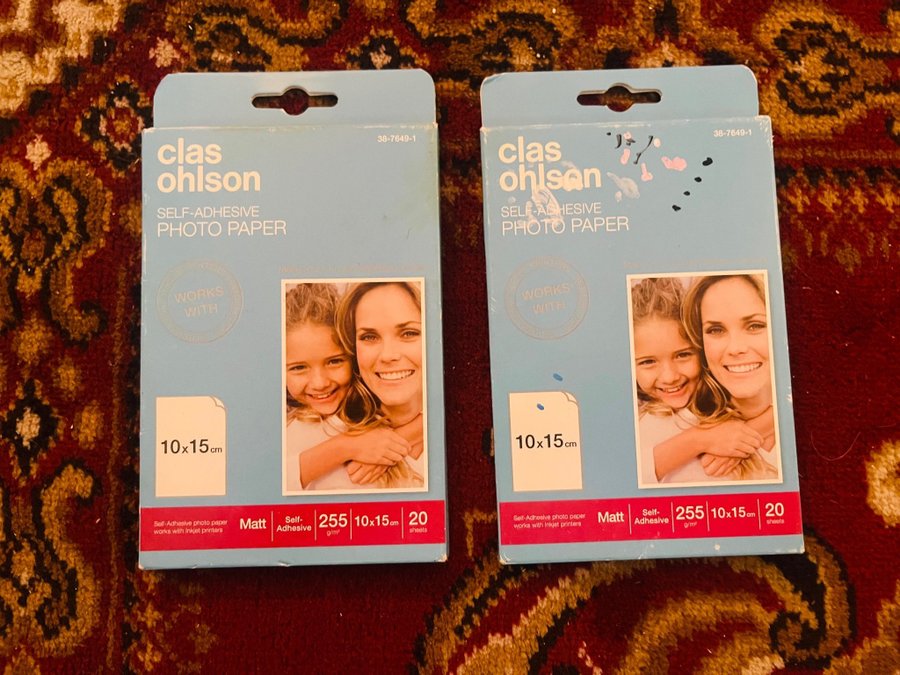 38-7649-1
clas
ohlson
SELF-ADHESIVE
PHOTO PAPER
WORKS
WITH
10x15cm
Self-Adhesive photo paper
works with Inkjet printers
Matt
Self-
Adhesive
255
g/m²
10x15cm
20
sheets
38-7649-1
clas
ohlson
SELF-ADHESIVE
PHOTO PAPER
WORKS
WITH
10x15cm
Self-Adhesive photo paper
works with Inkjet printers
Matt
Self-
Adhesive
255
g/m²
10x15cm
20
sheets